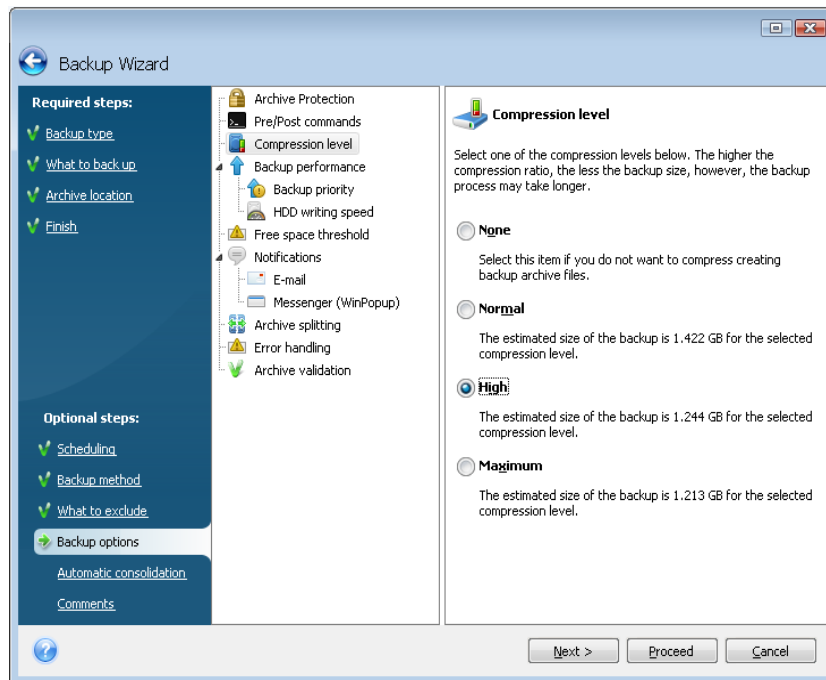 Backup Wizard
Required steps:
Backup type
What to back up
Archive location
Finish
Optional steps:
Scheduling
Backup method
What to exclude
Backup options
Automatic consolidation
Comments
Archive Protection
Pre/Post commands
Compression level
Backup performance
Backup priority
HDD writing speed
Free space threshold
Notifications
E-mail
Messenger (WinPopup)
Archive splitting
Error handling
Archive validation
Compression level
Select one of the compression levels below. The higher the
compression ratio, the less the backup size, however, the backup
process may take longer.
None
Select this item if you do not want to compress creating
backup archive files.
Normal
The estimated size of the backup is 1.422 GB for the selected
compression level.
High
The estimated size of the backup is 1.244 GB for the selected
compression level.
Maximum
The estimated size of the backup is 1.213 GB for the selected
compression level.
Next >
Proceed
Cancel